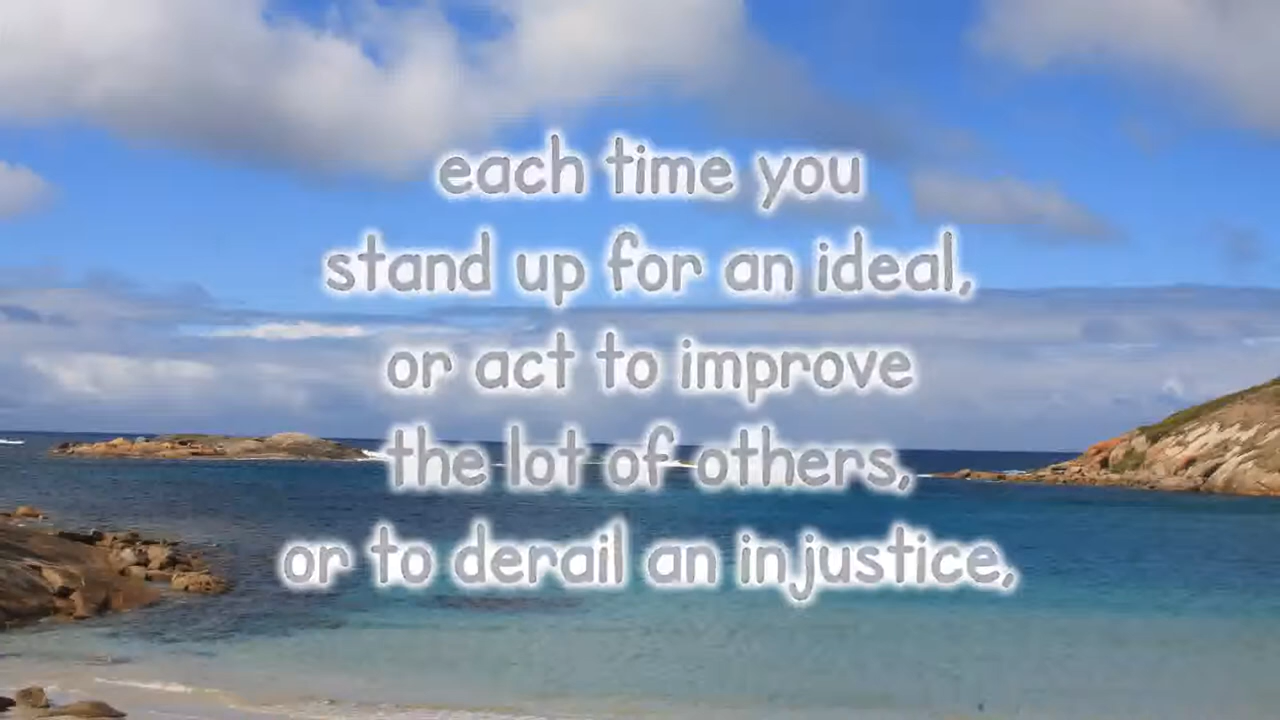 each time you
stand up for an ideal,
or act to improve
the lot of others,
or to derail an injustice,